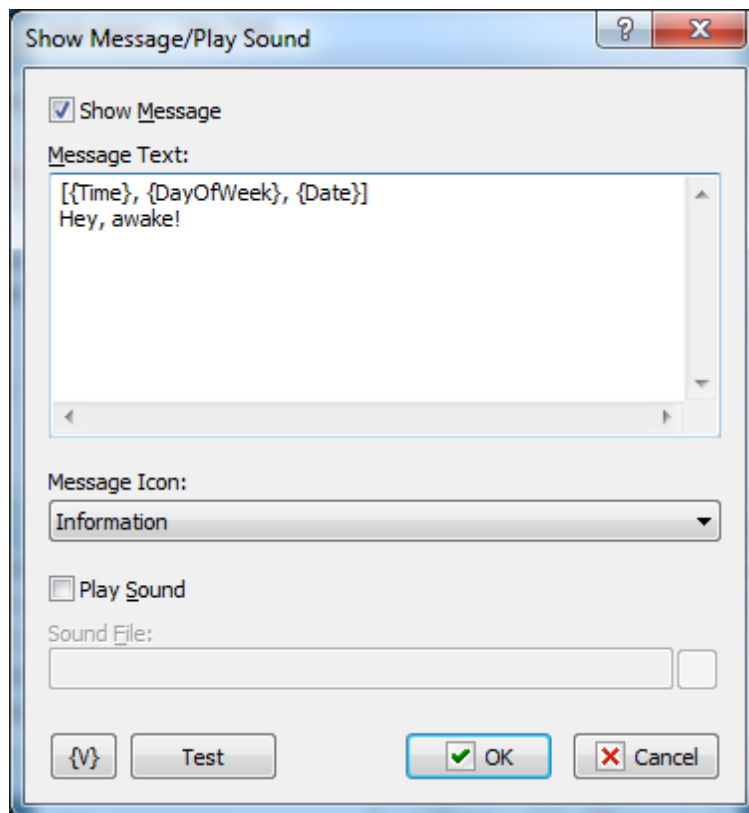 Show Message/Play Sound
Show Message
Message Text:
[{Time}, {DayOfWeek}, {Date}]
Hey, awake!
Message Icon:
Information
Play Sound
Sound File:
{V} Test OK Cancel